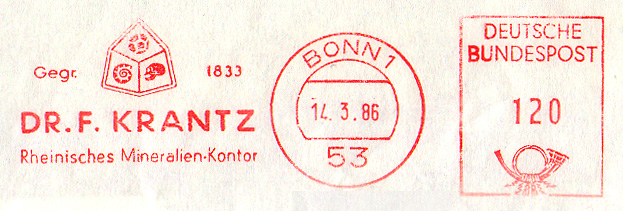 Gegr. 1833
DR. F. KRANTZ
Rheinisches Mineralien-Kontor
BONN 1
14. 3. 86
53
DEUTSCHE
BUNDESPOST
120